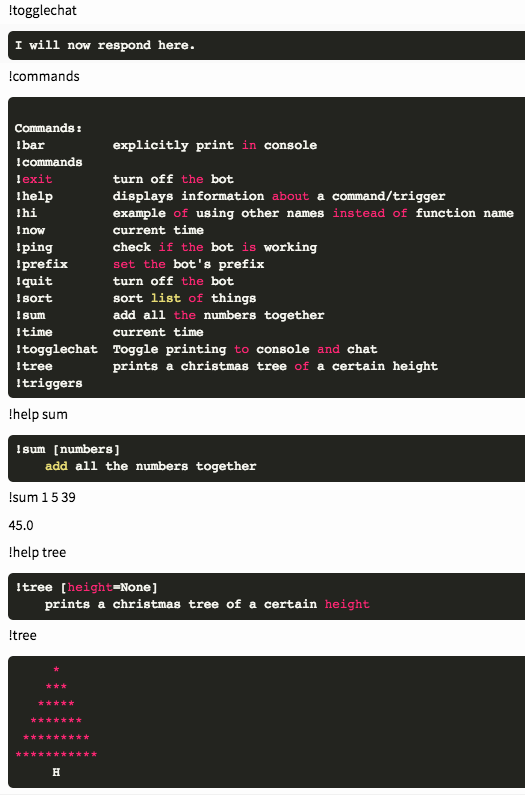 !togglechat
I will now respond here.
!commands
Commands:
!bar         explicitly print in console
!commands
!exit        turn off the bot
!help        displays information about a command/trigger
!hi          example of using other names instead of function name
!now         current time
!ping        check if the bot is working
!prefix      set the bot's prefix
!quit        turn off the bot
!sort        sort list of things
!sum         add all the numbers together
!time        current time
!togglechat  Toggle printing to console and chat
!tree        prints a christmas tree of a certain height
!triggers
!help sum
!sum [numbers]
    add all the numbers together
!sum 1 5 39
45.0
!help tree
!tree [height=None]
    prints a christmas tree of a certain height
!tree
     *
    ***
   *****
  *******
 *********
***********
     H